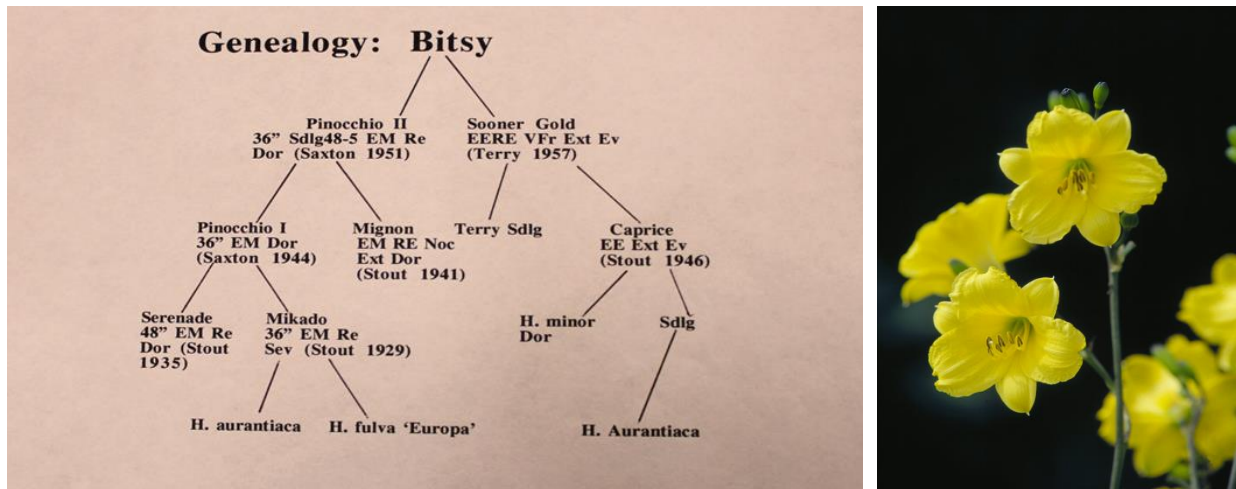 Genealogy: Bitsy
Pinocchio II
36" Sdlg48-5 EM Re
Dor (Saxton 1951)
Sooner Gold
EERE VFr Ext Ev
(Terry 1957)
Pinocchio I
36" EM Dor
(Saxton 1944)
Mignon
EM RE Noc
Ext Dor
(Stout 1941)
Terry Sdlg
Caprice
EE Ext Ev
(Stout 1946)
Serenade
48" EM Re
Dor (Stout
1935)
Mikado
36" EM Re
Sev (Stout 1929)
H. minor
Dor
Sdlg
H. aurantiaca
H. fulva ‘Europa’
H. Aurantiaca